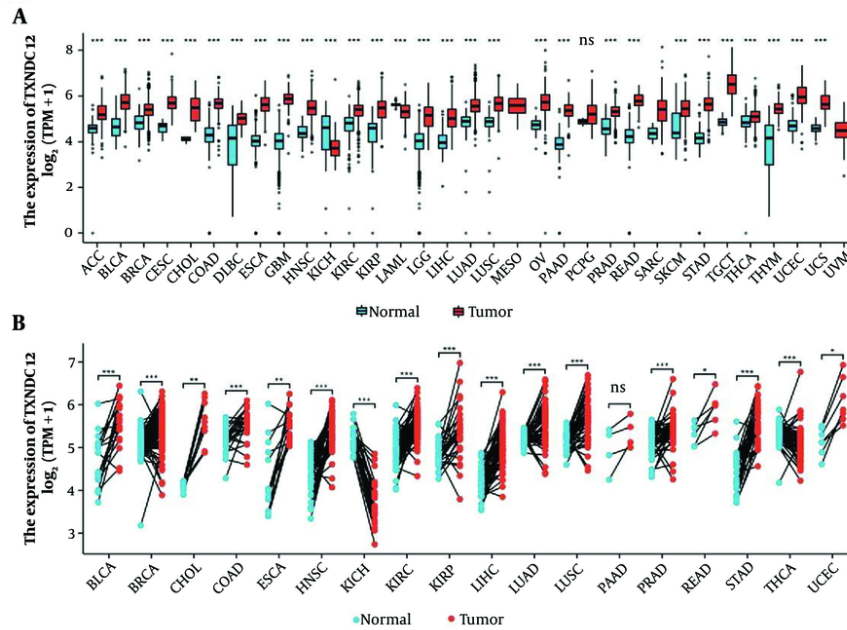 A
The expression of TXNDC12
log2 (TPM + 1)
8
6
4
2
0
*** *** *** *** *** *** *** *** *** *** *** *** *** *** *** *** *** *** *** *** ns *** *** *** *** *** *** *** *** ***
ACC BLCA BRCA CESC CHOL COAD DLBC ESCA GBM HNSC KICH KIRC KIRP LAML LGG LIHC LUAD LUSC MESO OV PAAD PCPG PRAD READ SARC SKCM STAD TGCT THCA THYM UCEC UCS UVM
Normal Tumor
B
The expression of TXNDC12
log2 (TPM + 1)
7
6
5
4
3
*** *** ** *** ** *** *** *** *** *** *** *** ns *** * *** *** *
BLCA BRCA CHOL COAD ESCA HNSC KICH KIRC KIRP LIHC LUAD LUSC PAAD PRAD READ STAD THCA UCEC
Normal Tumor